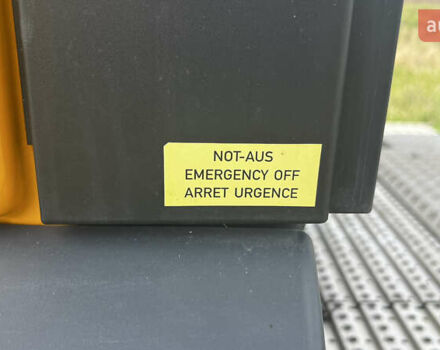 NOT-AUS
EMERGENCY OFF
ARRET URGENCE